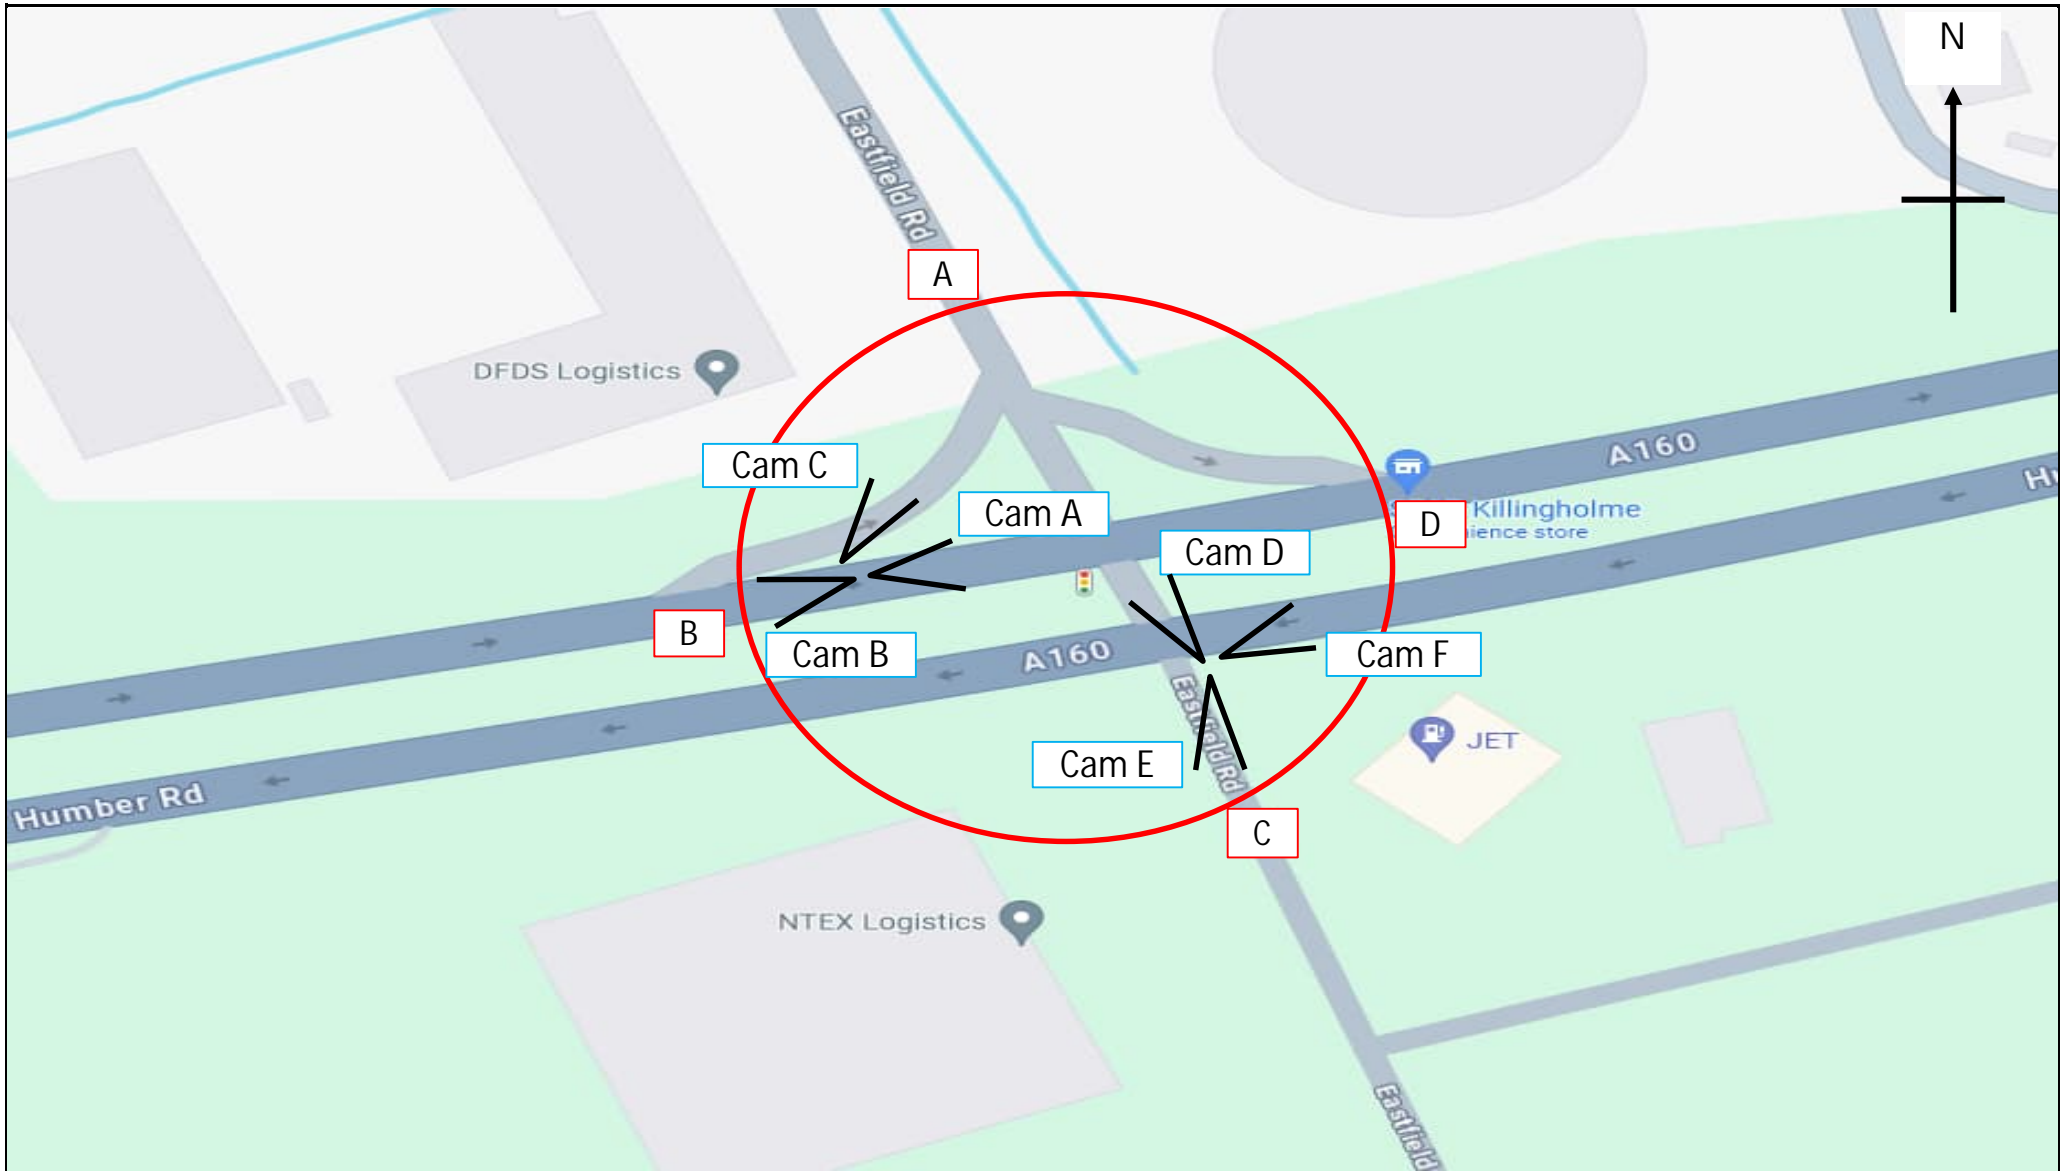 N
Eastfield Rd
A
DFDS Logistics
Cam C
Cam A
A160
Killingholme
D
Cam D
B
Cam B
A160
Cam F
Eastfield Rd
JET
Cam E
Humber Rd
C
NTEX Logistics
Eastfield